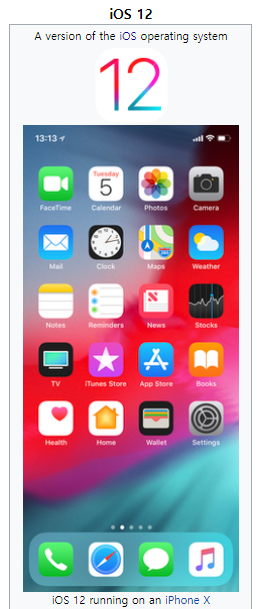 iOS 12
A version of the iOS operating system
12
13:13
Tuesday
5
FaceTime Calendar Photos Camera
Mail Clock Maps Weather
Notes Reminders News Stocks
TV iTunes Store App Store Books
Health Home Wallet Settings
iOS 12 running on an iPhone X